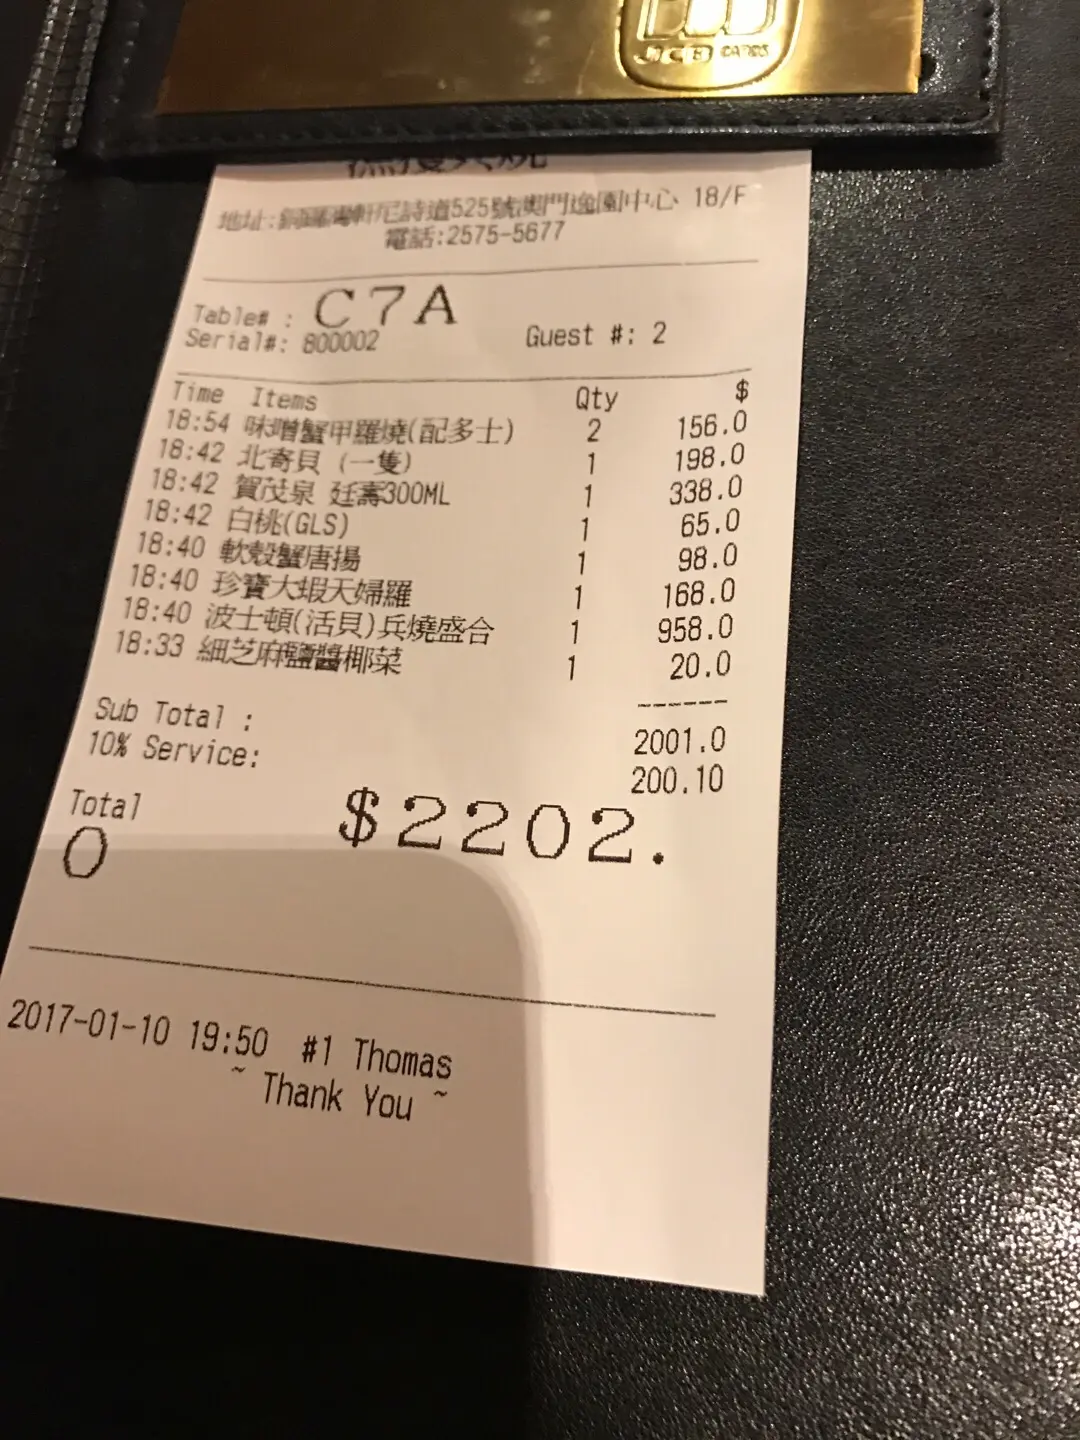 JCB CARDS
地址:銅鑼灣軒尼詩道525號澳門逸園中心 18/F
電話:2575-5677
Table# : C7A
Serial#: 800002 Guest #: 2
Time Items Qty $
18:54 味噌蟹甲羅燒(配多士) 2 156.0
18:42 北寄貝 (一隻) 1 198.0
18:42 賀茂泉 廷壽300ML 1 338.0
18:42 白桃(GLS) 1 65.0
18:40 軟殼蟹唐揚 1 98.0
18:40 珍寶大蝦天婦羅 1 168.0
18:40 波士頓(活貝)兵燒盛合 1 958.0
18:33 細芝麻鹽醬椰菜 1 20.0
------
Sub Total : 2001.0
10% Service: 200.10
Total $2202.
0
2017-01-10 19:50 #1 Thomas
~ Thank You ~